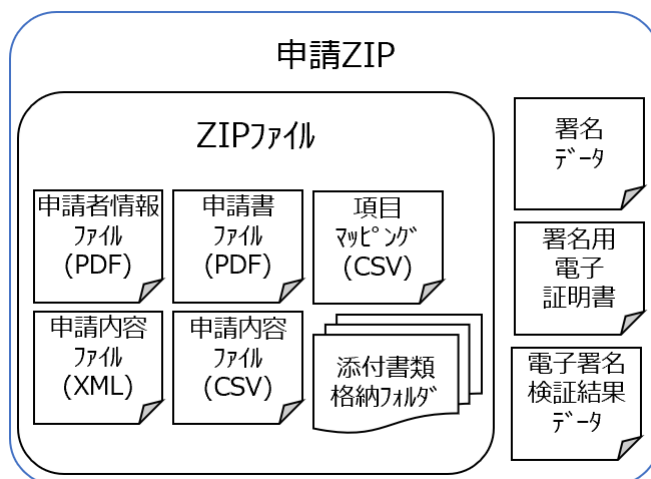 申請ZIP
ZIPﾌｧｲﾙ
申請者情報
ﾌｧｲﾙ
(PDF)
申請書
ﾌｧｲﾙ
(PDF)
項目
ﾏｯﾋﾟﾝｸﾞ
(CSV)
申請内容
ﾌｧｲﾙ
(XML)
申請内容
ﾌｧｲﾙ
(CSV)
添付書類
格納ﾌｫﾙﾀﾞ
署名
ﾃﾞｰﾀ
署名用
電子
証明書
電子署名
検証結果
ﾃﾞｰﾀ